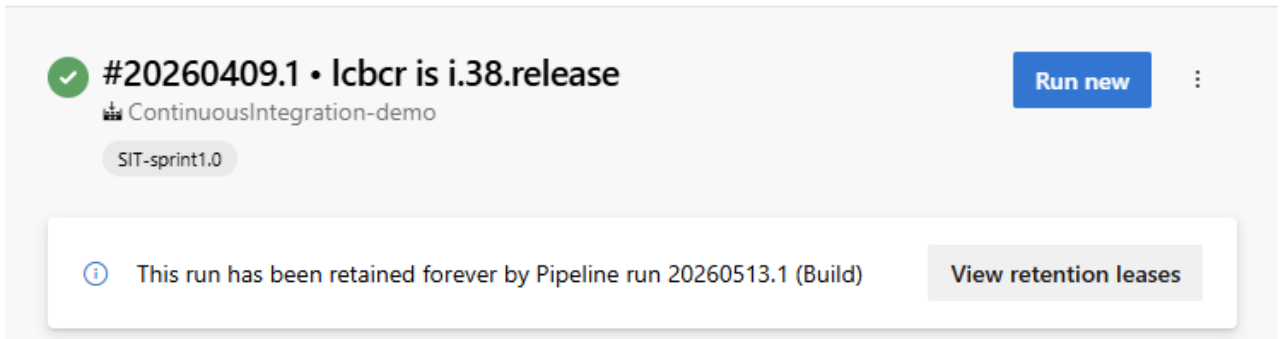 #20260409.1 • lcbcr is i.38.release
Run new
ContinuousIntegration-demo
SIT-sprint1.0
This run has been retained forever by Pipeline run 20260513.1 (Build)
View retention leases